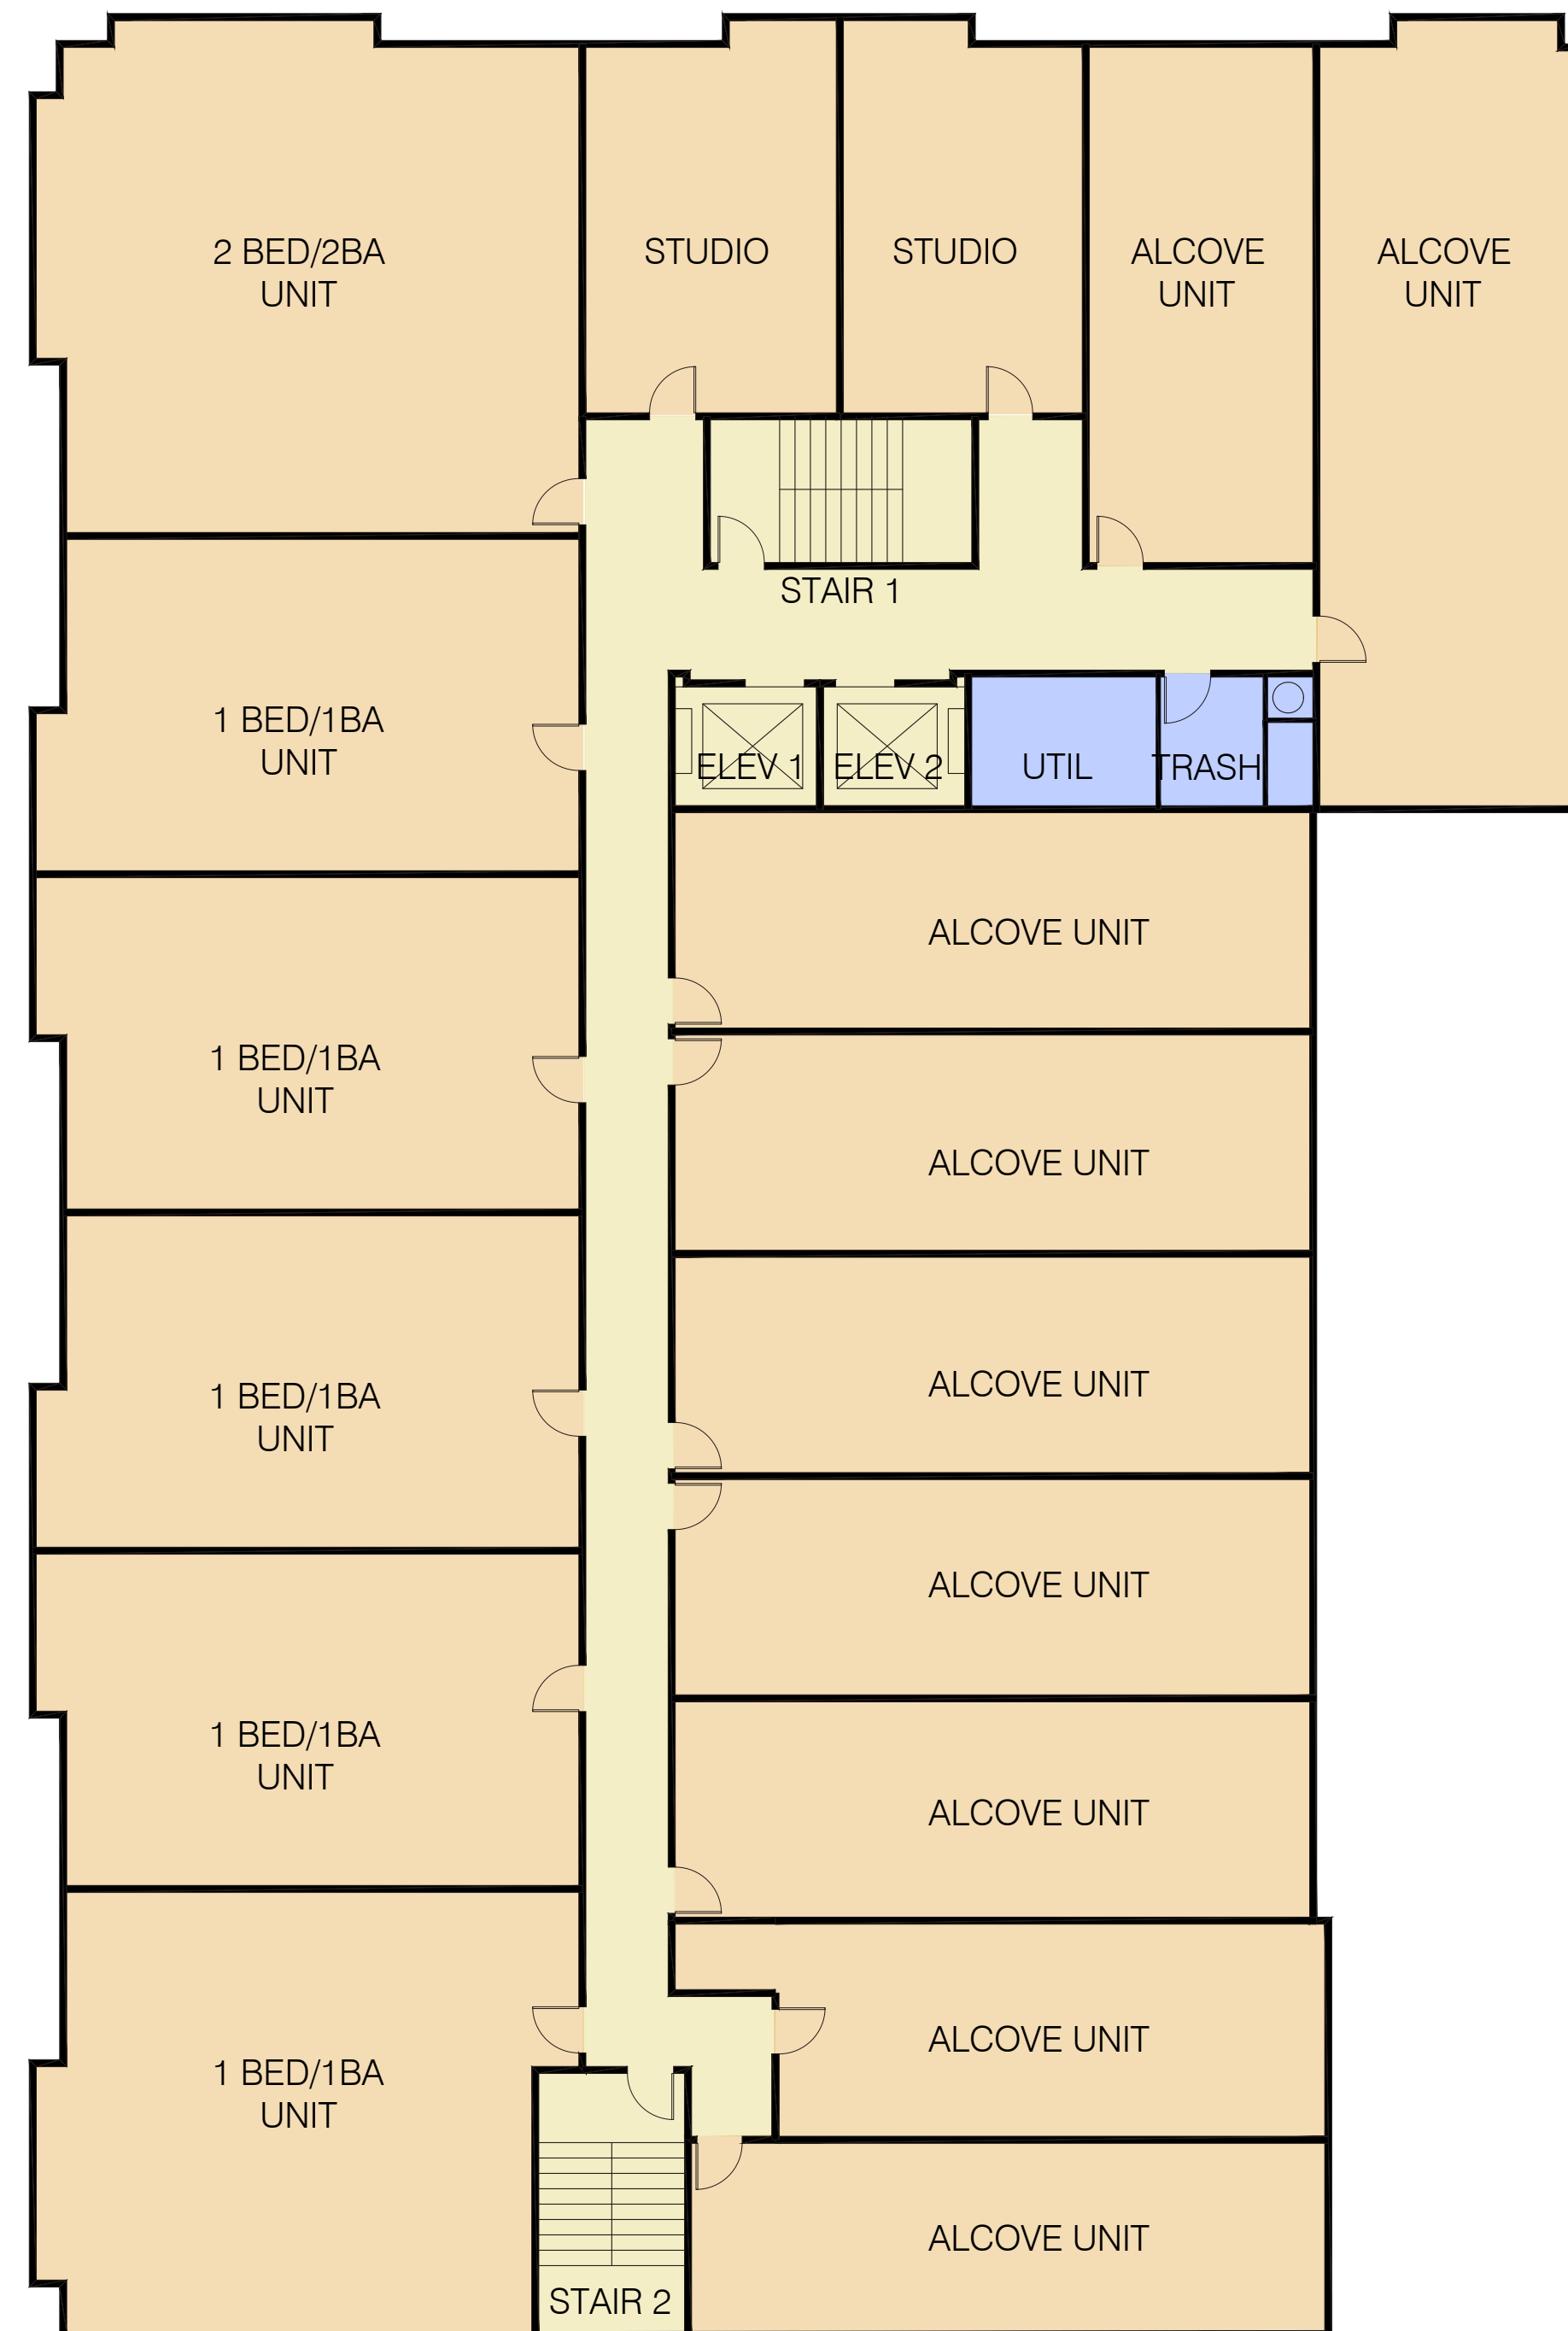 2 BED/2BA
UNIT
STUDIO
STUDIO
ALCOVE
UNIT
ALCOVE
UNIT
STAIR 1
1 BED/1BA
UNIT
ELEV 1
ELEV 2
UTIL
TRASH
ALCOVE UNIT
1 BED/1BA
UNIT
ALCOVE UNIT
1 BED/1BA
UNIT
ALCOVE UNIT
ALCOVE UNIT
1 BED/1BA
UNIT
ALCOVE UNIT
1 BED/1BA
UNIT
ALCOVE UNIT
ALCOVE UNIT
STAIR 2